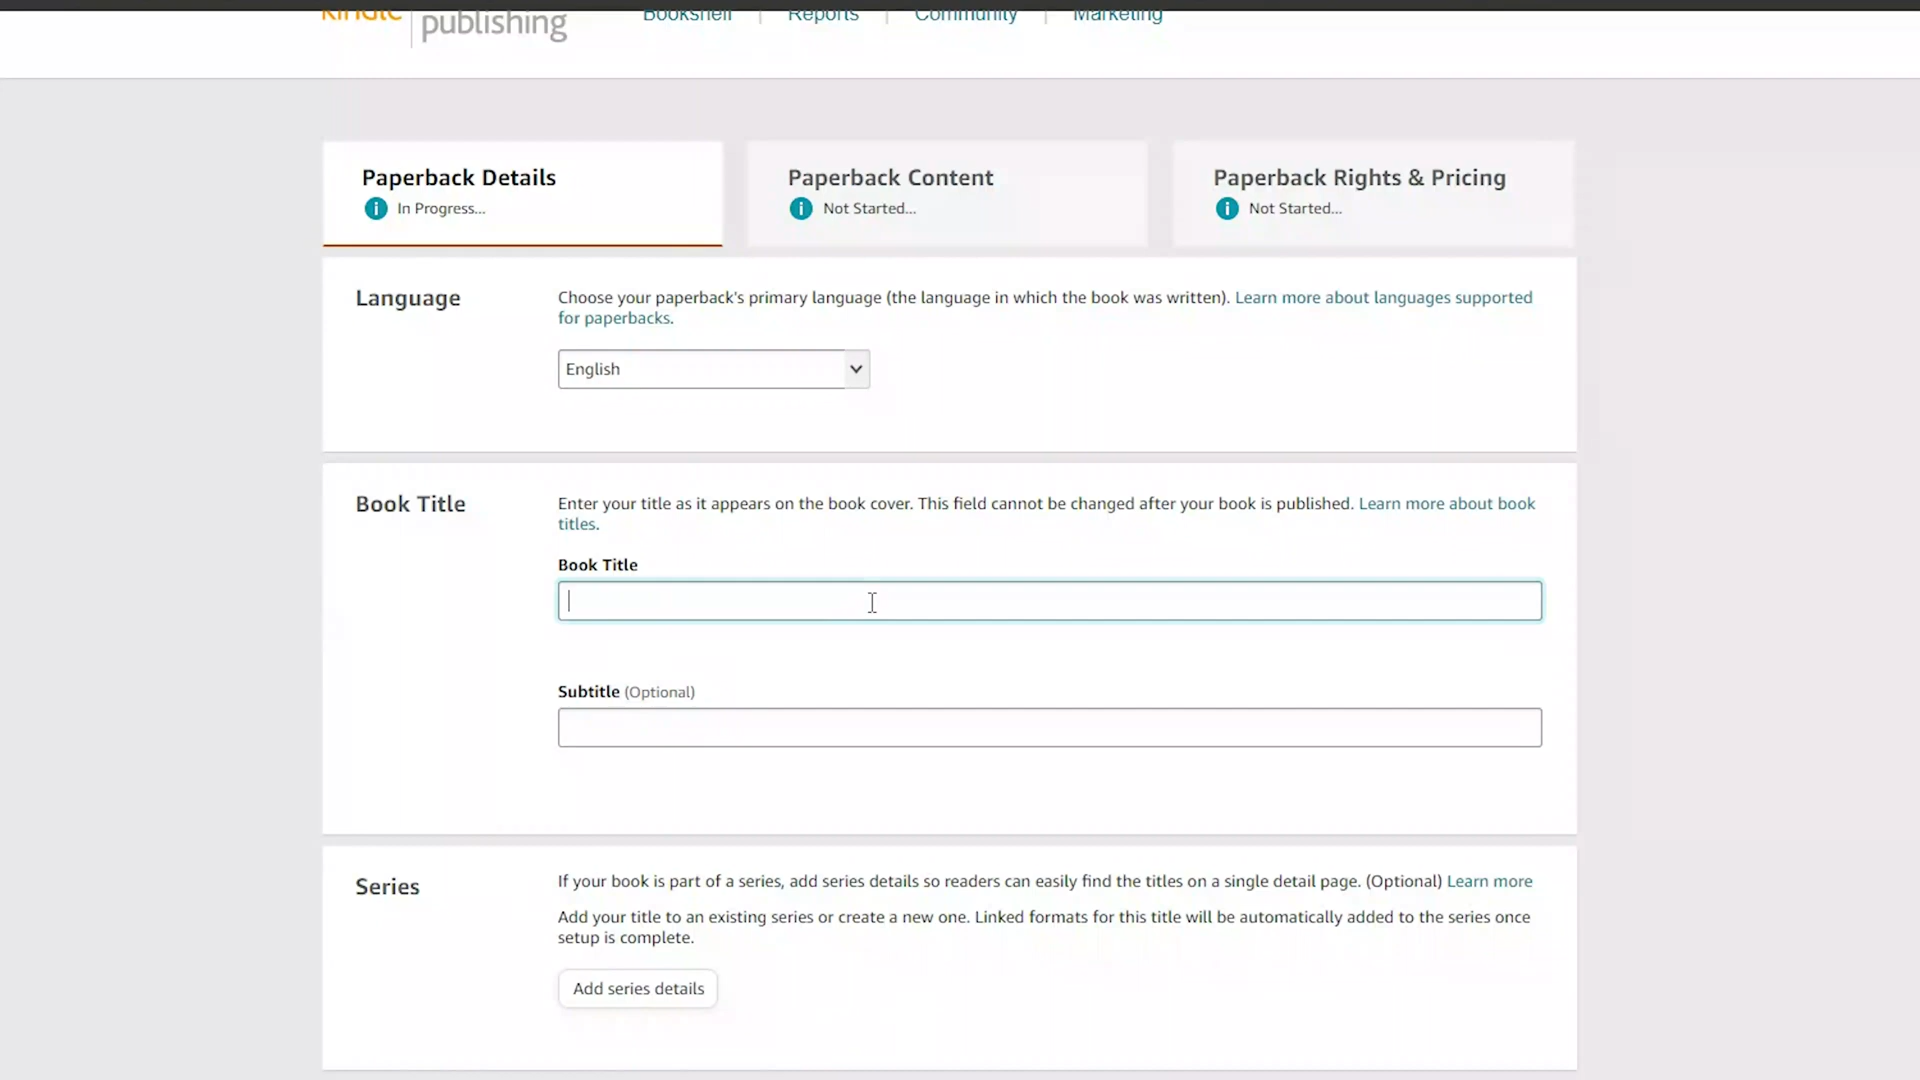 Kindle
publishing
Bookshelf
Reports
Community
Marketing
Paperback Details
In Progress...
Paperback Content
Not Started...
Paperback Rights & Pricing
Not Started...
Language
Choose your paperback's primary language (the language in which the book was written). Learn more about languages supported
for paperbacks.
English
Book Title
Enter your title as it appears on the book cover. This field cannot be changed after your book is published. Learn more about book
titles.
Book Title
Subtitle (Optional)
Series
If your book is part of a series, add series details so readers can easily find the titles on a single detail page. (Optional) Learn more
Add your title to an existing series or create a new one. Linked formats for this title will be automatically added to the series once
setup is complete.
Add series details